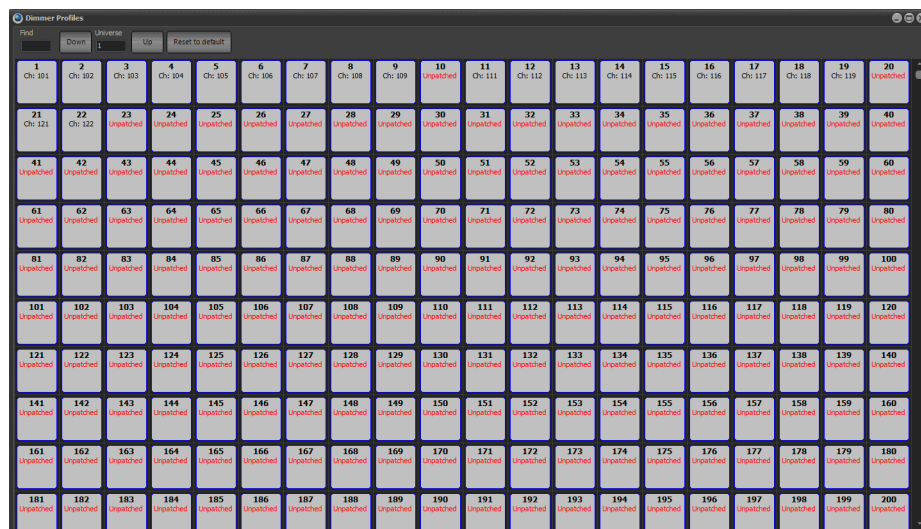 Dimmer Profiles
Find Universe
Down 1 Up Reset to default
1 2 3 4 5 6 7 8 9 10 11 12 13 14 15 16 17 18 19 20
Ch: 101 Ch: 102 Ch: 103 Ch: 104 Ch: 105 Ch: 106 Ch: 107 Ch: 108 Ch: 109 Unpatched Ch: 111 Ch: 112 Ch: 113 Ch: 114 Ch: 115 Ch: 116 Ch: 117 Ch: 118 Ch: 119 Unpatched
21 22 23 24 25 26 27 28 29 30 31 32 33 34 35 36 37 38 39 40
Ch: 121 Ch: 122 Unpatched Unpatched Unpatched Unpatched Unpatched Unpatched Unpatched Unpatched Unpatched Unpatched Unpatched Unpatched Unpatched Unpatched Unpatched Unpatched Unpatched Unpatched
41 42 43 44 45 46 47 48 49 50 51 52 53 54 55 56 57 58 59 60
Unpatched Unpatched Unpatched Unpatched Unpatched Unpatched Unpatched Unpatched Unpatched Unpatched Unpatched Unpatched Unpatched Unpatched Unpatched Unpatched Unpatched Unpatched Unpatched Unpatched
61 62 63 64 65 66 67 68 69 70 71 72 73 74 75 76 77 78 79 80
Unpatched Unpatched Unpatched Unpatched Unpatched Unpatched Unpatched Unpatched Unpatched Unpatched Unpatched Unpatched Unpatched Unpatched Unpatched Unpatched Unpatched Unpatched Unpatched Unpatched
81 82 83 84 85 86 87 88 89 90 91 92 93 94 95 96 97 98 99 100
Unpatched Unpatched Unpatched Unpatched Unpatched Unpatched Unpatched Unpatched Unpatched Unpatched Unpatched Unpatched Unpatched Unpatched Unpatched Unpatched Unpatched Unpatched Unpatched Unpatched
101 102 103 104 105 106 107 108 109 110 111 112 113 114 115 116 117 118 119 120
Unpatched Unpatched Unpatched Unpatched Unpatched Unpatched Unpatched Unpatched Unpatched Unpatched Unpatched Unpatched Unpatched Unpatched Unpatched Unpatched Unpatched Unpatched Unpatched Unpatched
121 122 123 124 125 126 127 128 129 130 131 132 133 134 135 136 137 138 139 140
Unpatched Unpatched Unpatched Unpatched Unpatched Unpatched Unpatched Unpatched Unpatched Unpatched Unpatched Unpatched Unpatched Unpatched Unpatched Unpatched Unpatched Unpatched Unpatched Unpatched
141 142 143 144 145 146 147 148 149 150 151 152 153 154 155 156 157 158 159 160
Unpatched Unpatched Unpatched Unpatched Unpatched Unpatched Unpatched Unpatched Unpatched Unpatched Unpatched Unpatched Unpatched Unpatched Unpatched Unpatched Unpatched Unpatched Unpatched Unpatched
161 162 163 164 165 166 167 168 169 170 171 172 173 174 175 176 177 178 179 180
Unpatched Unpatched Unpatched Unpatched Unpatched Unpatched Unpatched Unpatched Unpatched Unpatched Unpatched Unpatched Unpatched Unpatched Unpatched Unpatched Unpatched Unpatched Unpatched Unpatched
181 182 183 184 185 186 187 188 189 190 191 192 193 194 195 196 197 198 199 200
Unpatched Unpatched Unpatched Unpatched Unpatched Unpatched Unpatched Unpatched Unpatched Unpatched Unpatched Unpatched Unpatched Unpatched Unpatched Unpatched Unpatched Unpatched Unpatched Unpatched